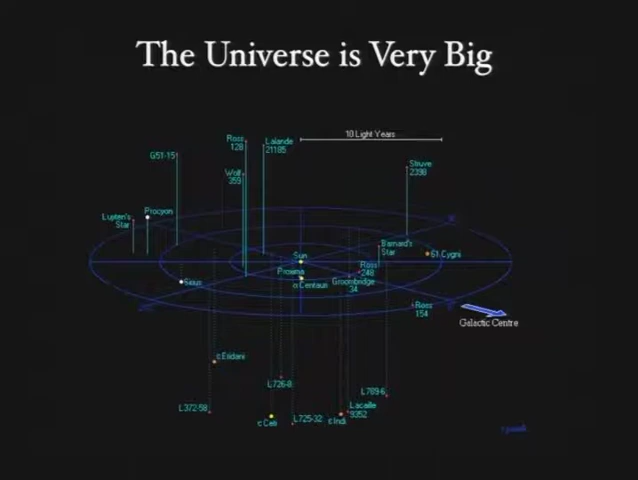 The Universe is Very Big
10 Light Years
Ross
128
Lalande
21185
G51-15
Struve
2398
Wolf
359
Luyten's
Star
Procyon
Barnard's
Star
61 Cygni
Sun
Proxima
Ross
248
Sirius
α Centauri
Groombridge
34
Ross
154
Galactic Centre
ε Eridani
L726-8
L789-6
L372-58
Lacaille
9352
L725-32
ε Indi